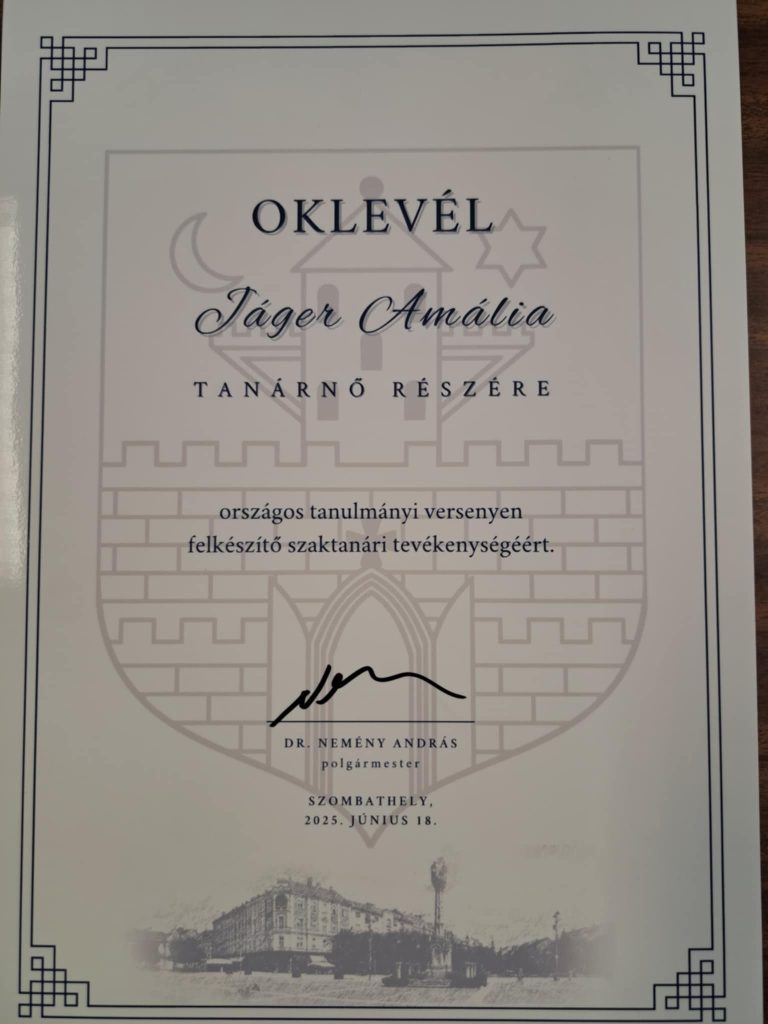 OKLEVÉL
Jáger Amália
TANÁRNŐ RÉSZÉRE
országos tanulmányi versenyen
felkészítő szaktanári tevékenységéért.
DR. NEMÉNY ANDRÁS
polgármester
SZOMBATHELY,
2025. JÚNIUS 18.